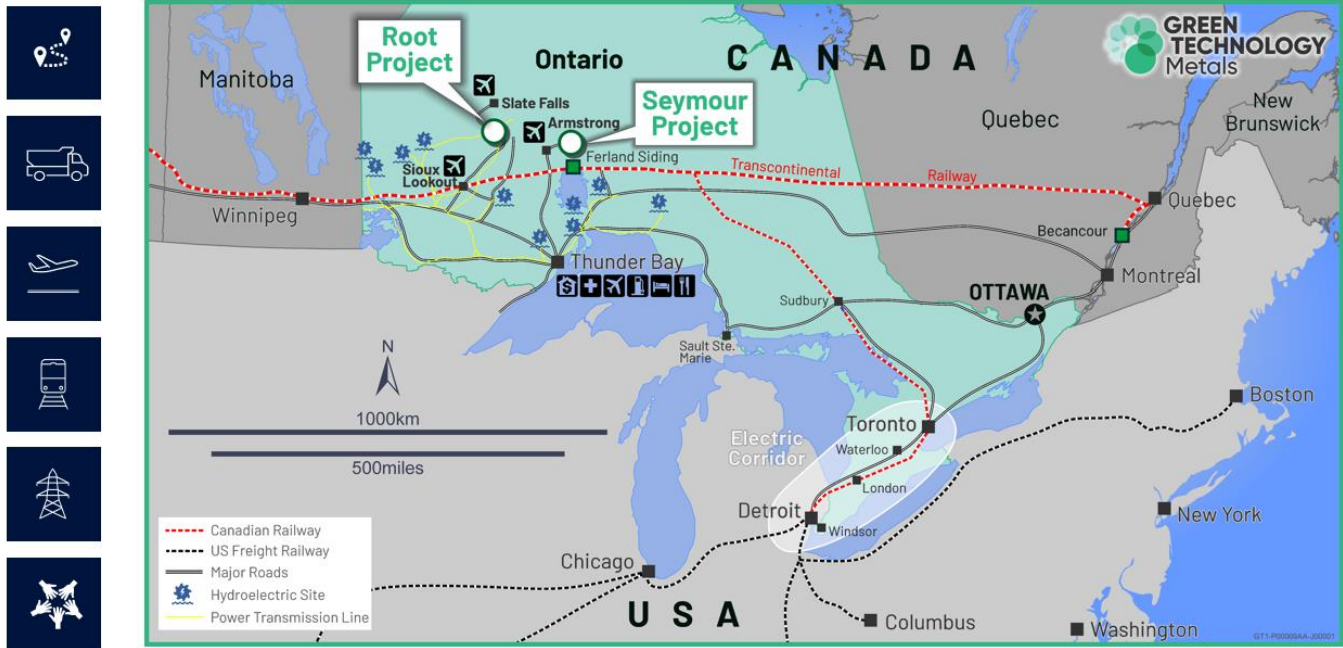 GREEN
TECHNOLOGY
Metals
Root
Project
Ontario
CANADA
Manitoba
Slate Falls
Seymour
Project
Armstrong
Quebec
New
Brunswick
Ferland Siding
Sioux
Lookout
Transcontinental
Railway
Winnipeg
Quebec
Becancour
Thunder Bay
Montreal
OTTAWA
Sudbury
Sault Ste.
Marie
N
1000km
500miles
Boston
Toronto
Electric
Corridor
Waterloo
London
Detroit
Windsor
New York
Canadian Railway
US Freight Railway
Major Roads
Hydroelectric Site
Power Transmission Line
Chicago
USA
Columbus
Washington
GT1-P00009AA-J00001